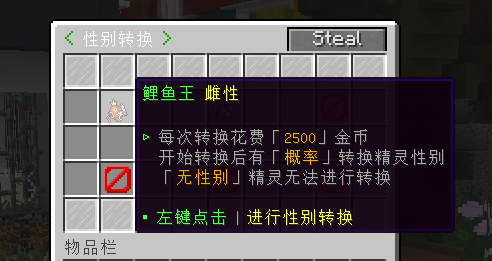 < 性别转换 >
Steal
鲤鱼王 雌性
▷ 每次转换花费「2500」金币
开始转换后有「概率」转换精灵性别
「无性别」精灵无法进行转换
▪ 左键点击 | 进行性别转换
物品栏